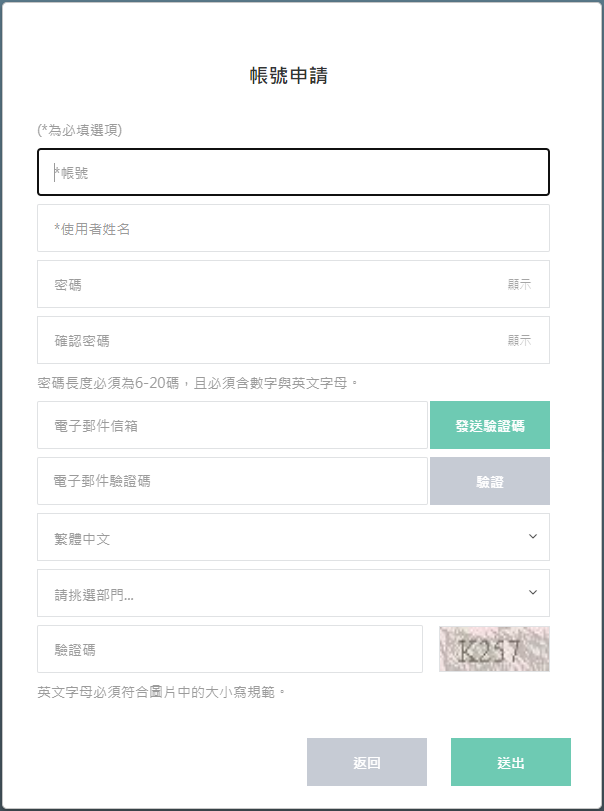 帳號申請
(*為必填選項)
*帳號
*使用者姓名
密碼 顯示
確認密碼 顯示
密碼長度必須為6-20碼，且必須含數字與英文字母。
電子郵件信箱 發送驗證碼
電子郵件驗證碼 驗證
繁體中文
請挑選部門...
驗證碼 K257
英文字母必須符合圖片中的大小寫規範。
返回 送出